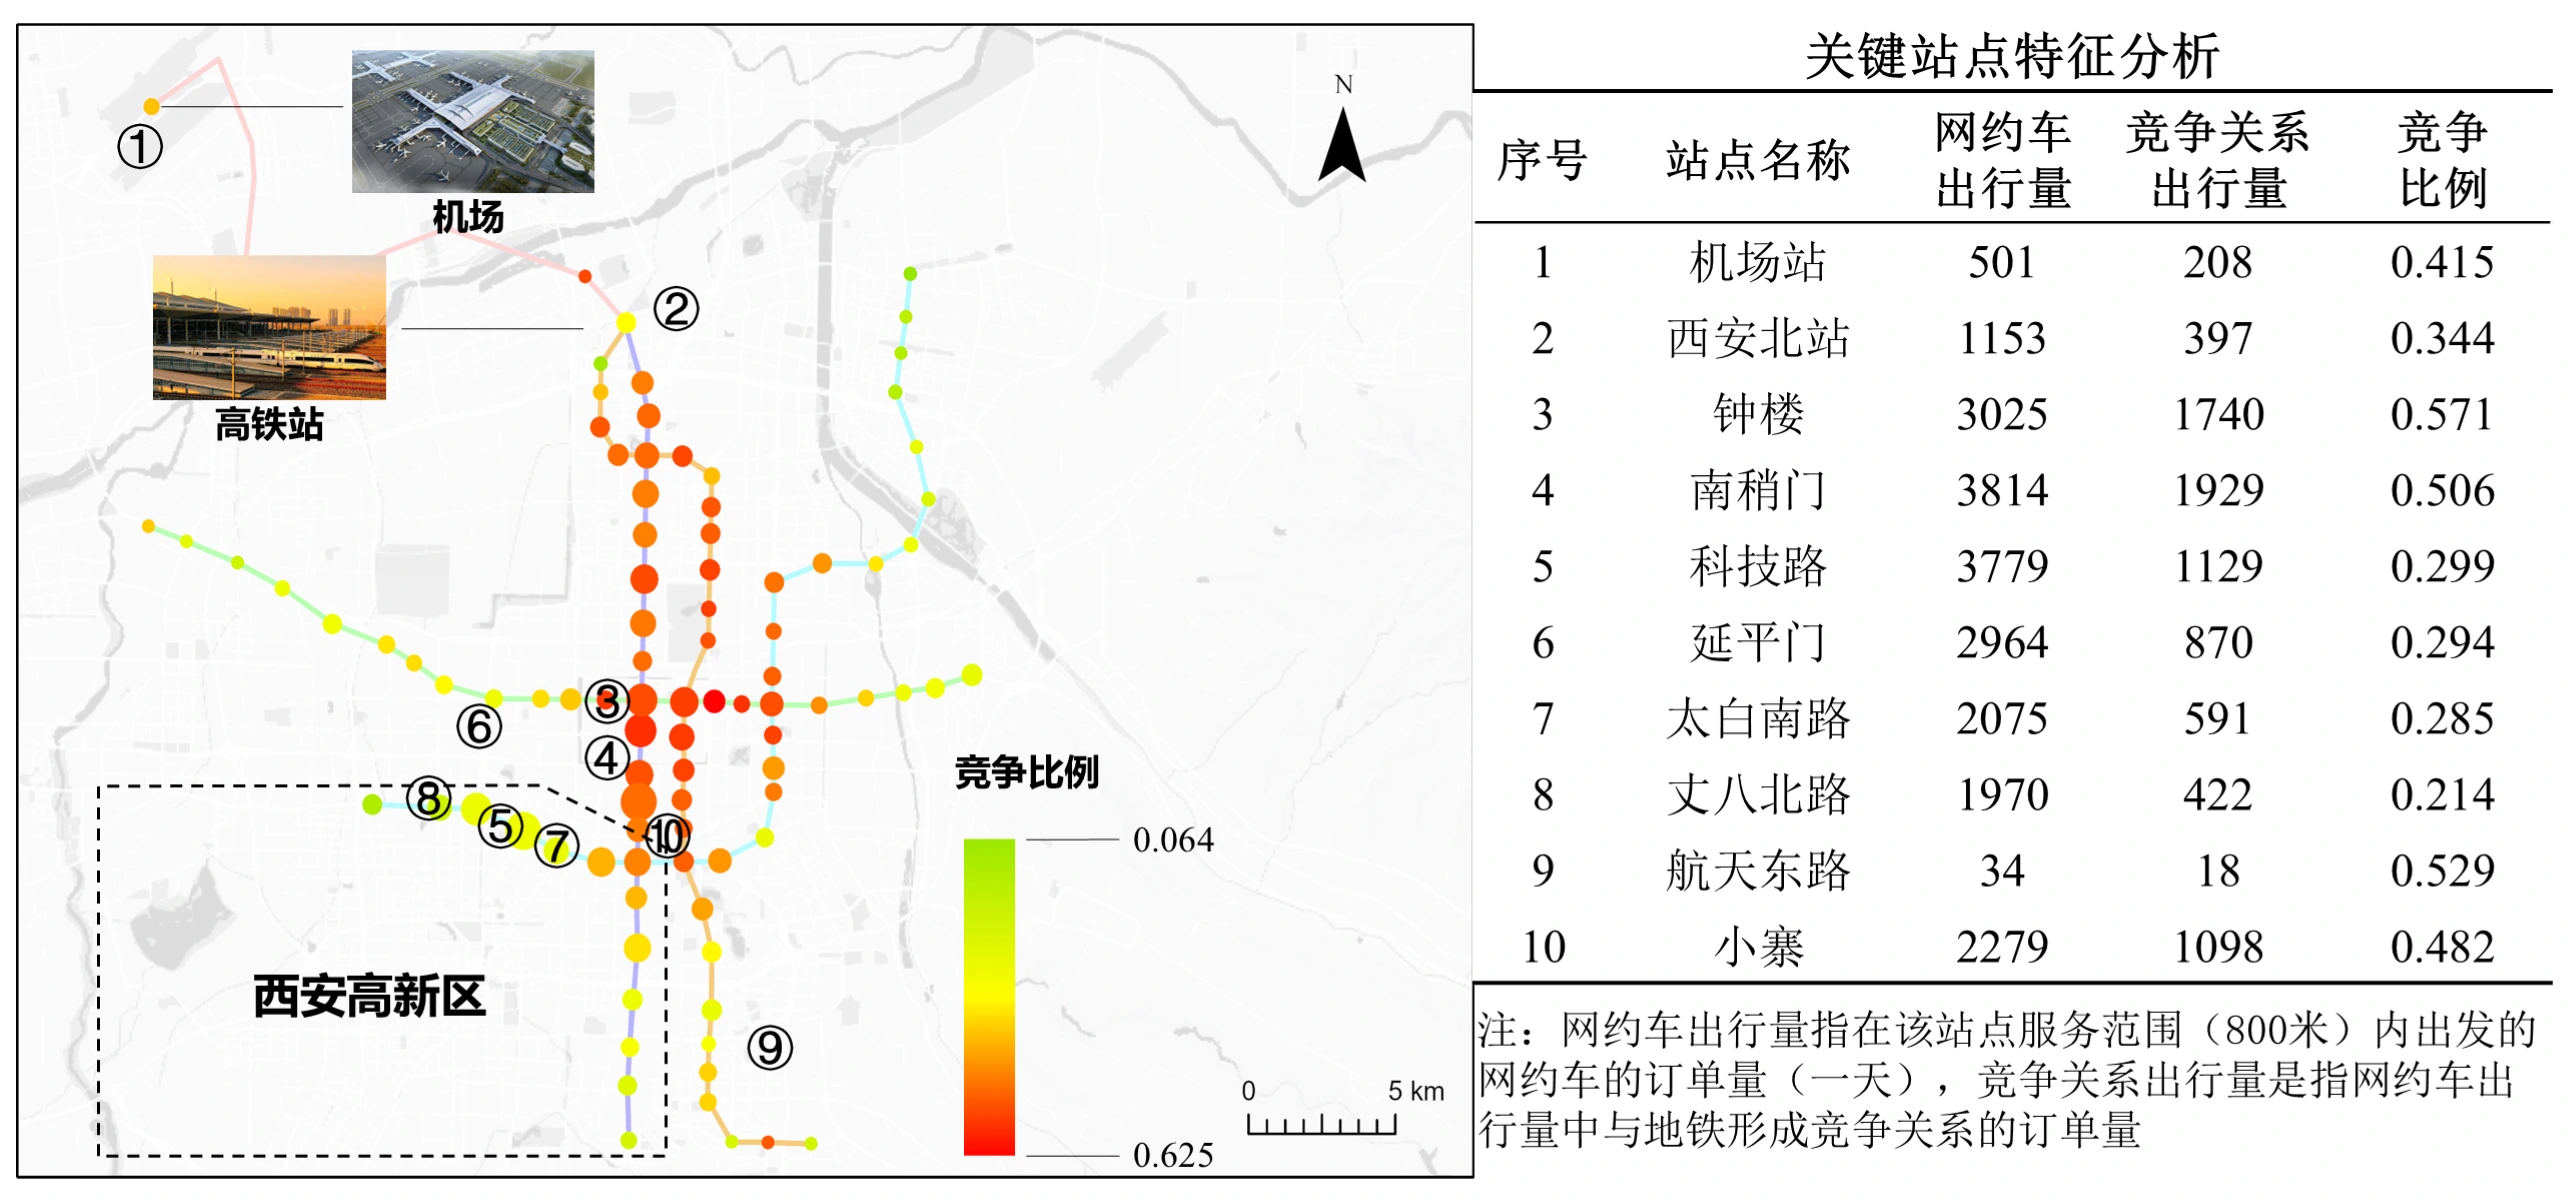 ①
机场
高铁站
②
③
④
⑥
⑧
⑤
⑦
⑩
⑨
西安高新区
N
竞争比例
0.064
0.625
0 5 km
关键站点特征分析
序号 站点名称 网约车出行量 竞争关系出行量 竞争比例
1 机场站 501 208 0.415
2 西安北站 1153 397 0.344
3 钟楼 3025 1740 0.571
4 南稍门 3814 1929 0.506
5 科技路 3779 1129 0.299
6 延平门 2964 870 0.294
7 太白南路 2075 591 0.285
8 丈八北路 1970 422 0.214
9 航天东路 34 18 0.529
10 小寨 2279 1098 0.482
注：网约车出行量指在该站点服务范围（800米）内出发的
网约车的订单量（一天），竞争关系出行量是指网约车出
行量中与地铁形成竞争关系的订单量